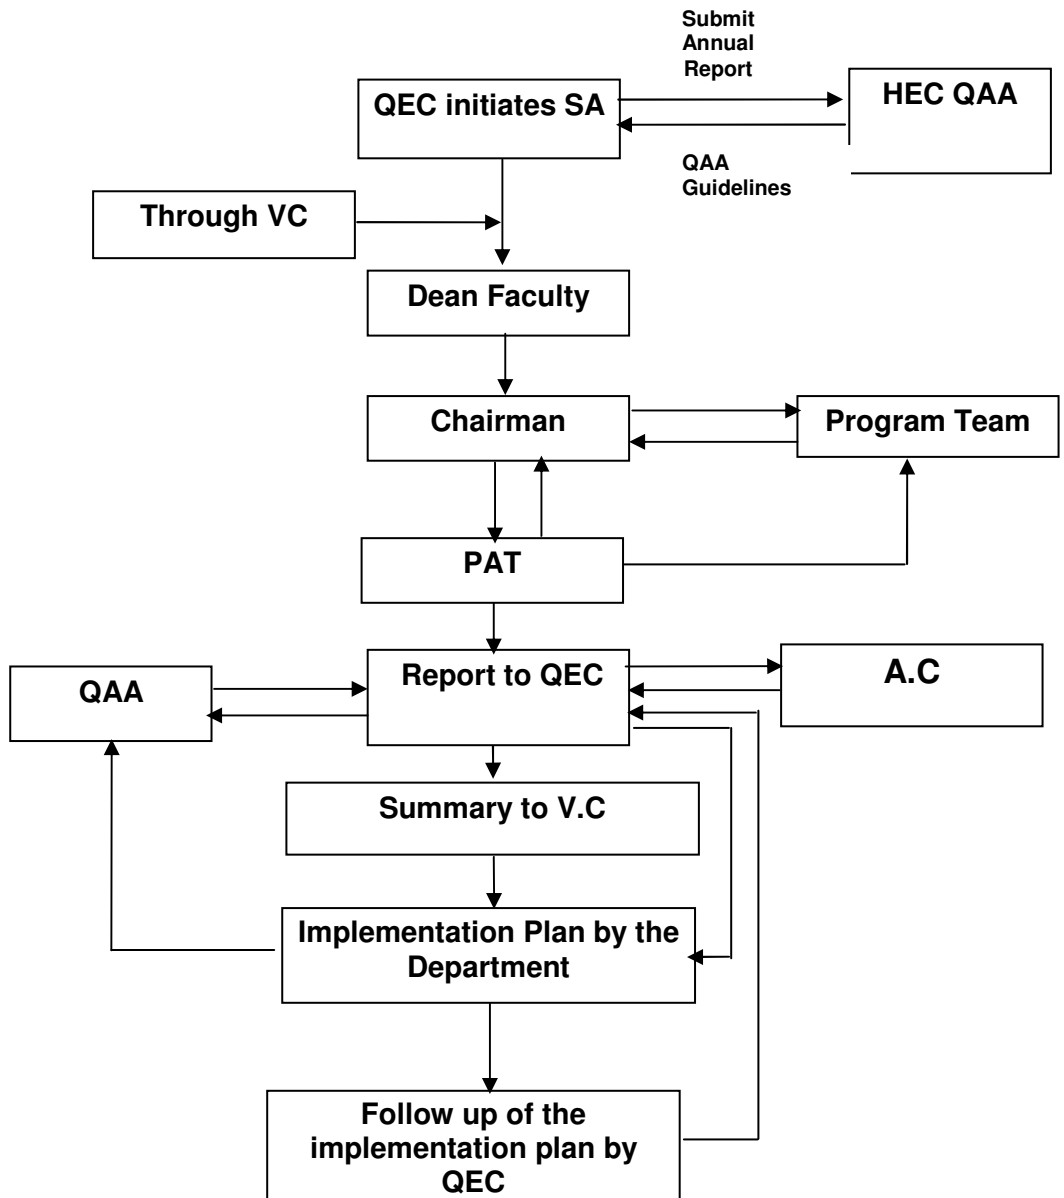 Submit
Annual
Report
QEC initiates SA
HEC QAA
QAA
Guidelines
Through VC
Dean Faculty
Chairman
Program Team
PAT
Report to QEC
A.C
QAA
Summary to V.C
Implementation Plan by the
Department
Follow up of the
implementation plan by
QEC